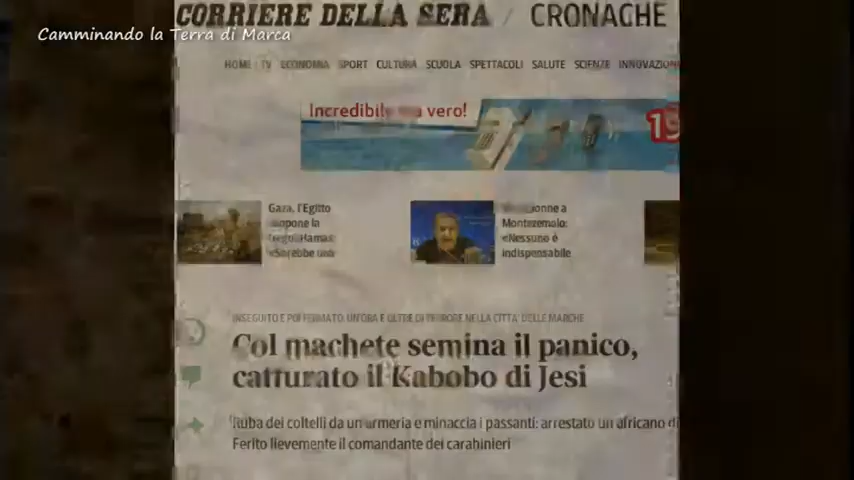 CORRIERE DELLA SERA / CRONACHE
Camminando la Terra di Marca
HOME TV ECONOMIA SPORT CULTURA SCUOLA SPETTACOLI SALUTE SCIENZE INNOVAZION
Incredibile ma vero!
19
Gaza, l'Egitto
propone la
tregua Hamas:
«Sarebbe una
a
Montezemolo:
«Nessuno è
indispensabile
INSEGUITO E POI FERMATO. UN'ORA E OLTRE DI TERRORE NELLA CITTA' DELLE MARCHE
Col machete semina il panico,
catturato il Kabobo di Jesi
Ruba dei coltelli da un'armeria e minaccia i passanti: arrestato un africano di
Ferito lievemente il comandante dei carabinieri